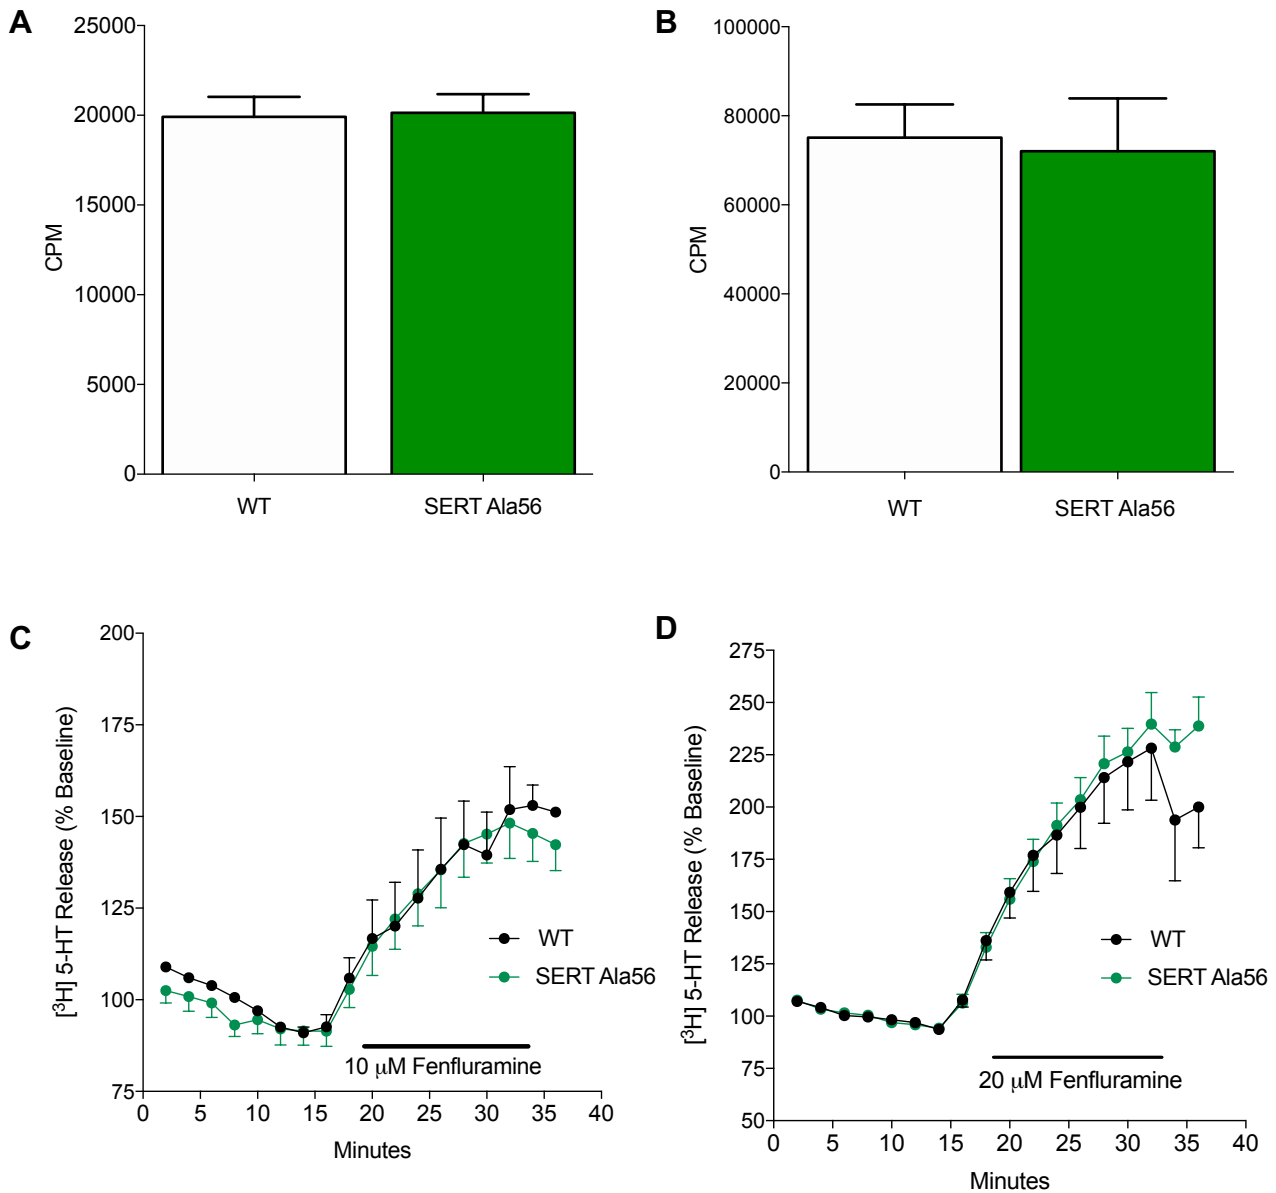 A
25000
20000
15000
10000
5000
0
CPM
WT
SERT Ala56
B
100000
80000
60000
40000
20000
0
CPM
WT
SERT Ala56
C
200
175
150
125
100
75
[³H] 5-HT Release (% Baseline)
WT
SERT Ala56
10 μM Fenfluramine
0 5 10 15 20 25 30 35 40
Minutes
D
275
250
225
200
175
150
125
100
75
50
[³H] 5-HT Release (% Baseline)
WT
SERT Ala56
20 μM Fenfluramine
0 5 10 15 20 25 30 35 40
Minutes